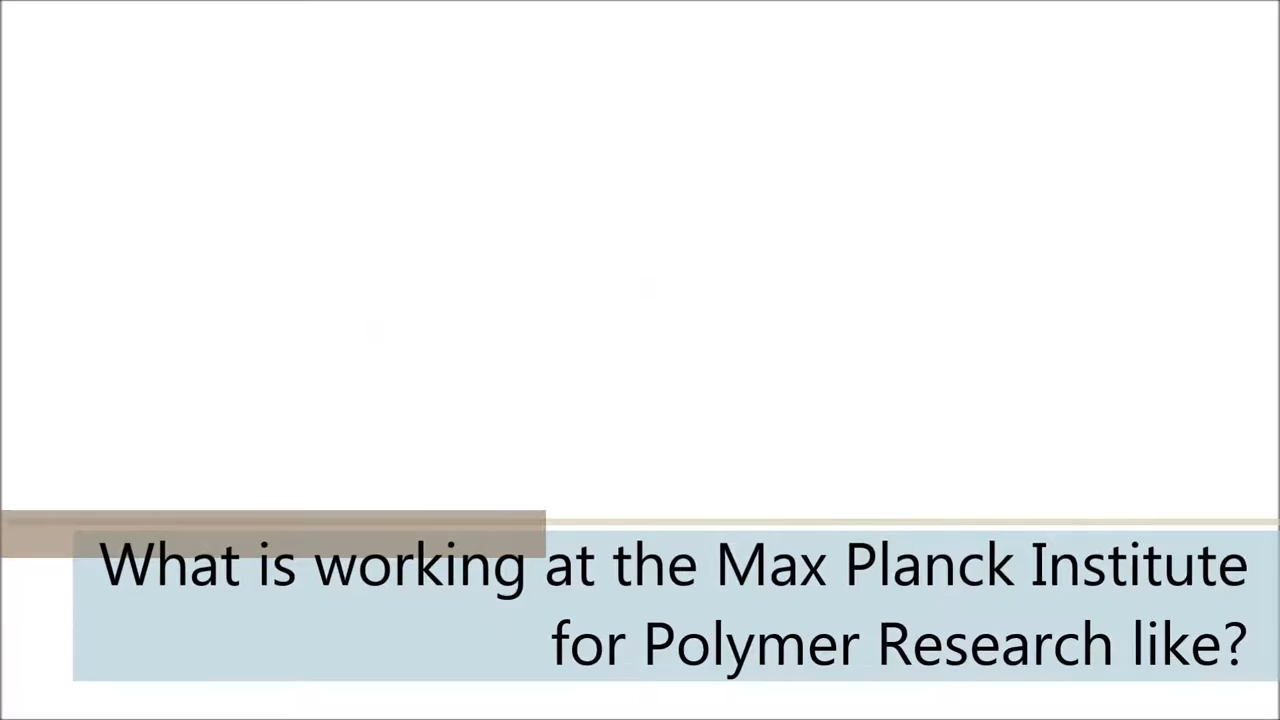 What is working at the Max Planck Institute
for Polymer Research like?